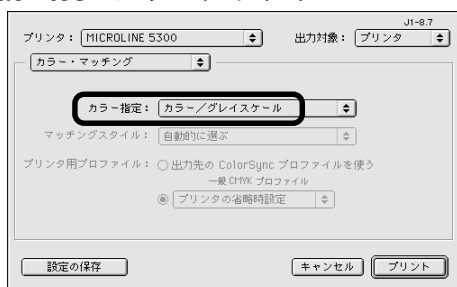 J1-8.7
プリンタ： MICROLINE 5300 出力対象： プリンタ
カラー・マッチング
カラー指定： カラー／グレイスケール
マッチングスタイル： 自動的に選ぶ
プリンタ用プロファイル： 出力先の ColorSync プロファイルを使う
一般 CMYK プロファイル
プリンタの省略時設定
設定の保存 キャンセル プリント